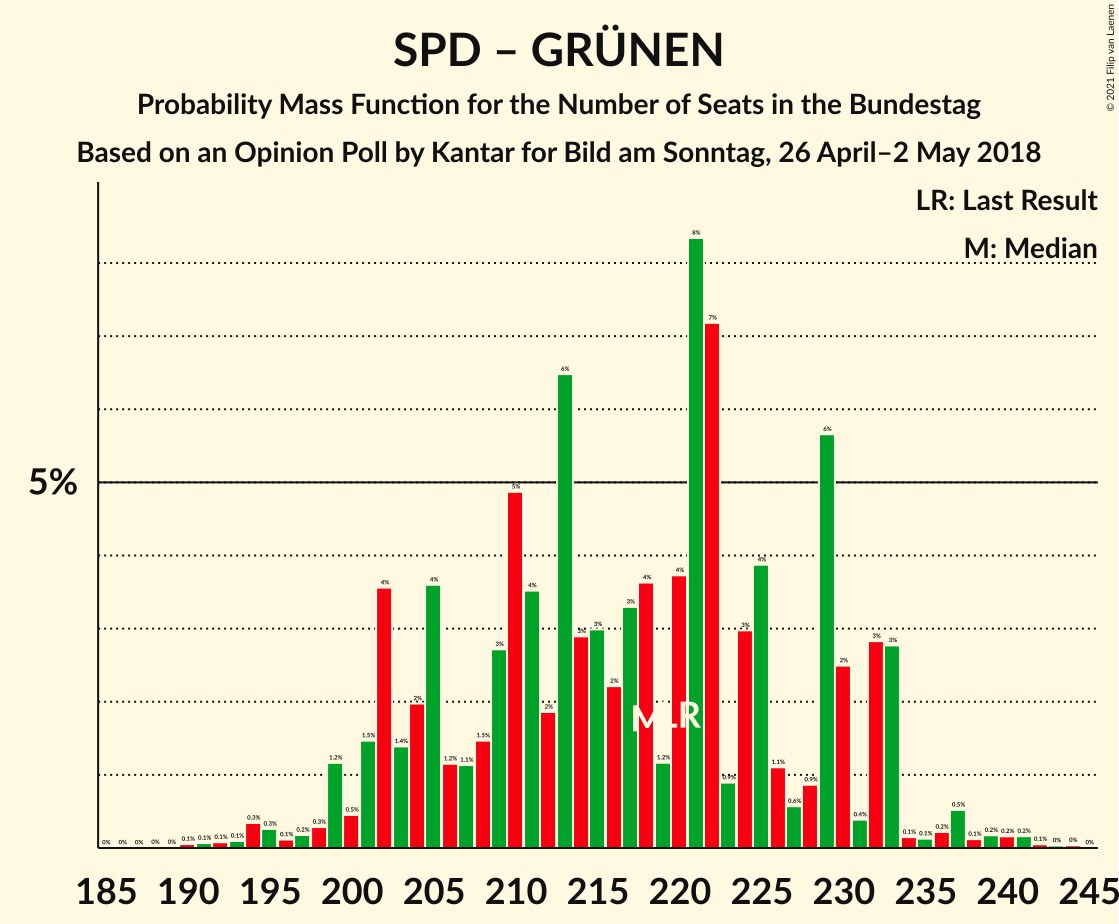 SPD – GRÜNEN
Probability Mass Function for the Number of Seats in the Bundestag
Based on an Opinion Poll by Kantar for Bild am Sonntag, 26 April–2 May 2018
© 2021 Filip van Laenen
LR: Last Result
M: Median
5%
0% 0% 0% 0% 0% 0.1% 0.1% 0.1% 0.1% 0.3% 0.3% 0.1% 0.2% 0.3% 1.2% 0.5% 1.5% 4% 1.4% 2% 4% 1.2% 1.1% 1.5% 3% 5% 4% 2% 6% 3% 3% 2% 3% 4% 1.2% 4% 8% 7% 0.9% 3% 4% 1.1% 0.6% 0.9% 6% 2% 0.4% 3% 3% 0.1% 0.1% 0.2% 0.5% 0.1% 0.2% 0.2% 0.2% 0.1% 0% 0% 0%
M LR
185 190 195 200 205 210 215 220 225 230 235 240 245